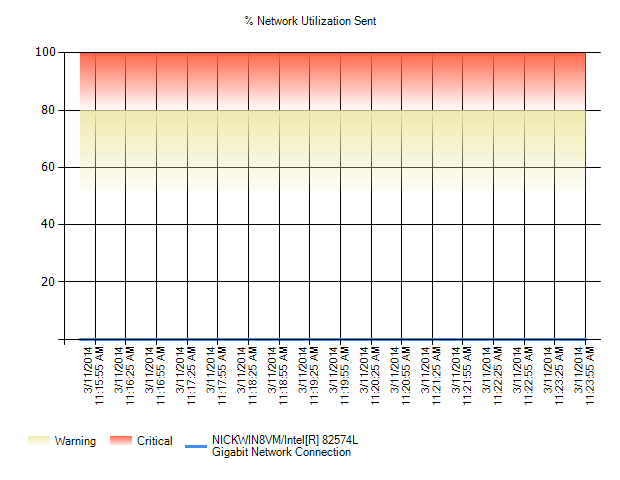 % Network Utilization Sent
100
80
60
40
20
3/11/2014
11:15:55 AM
3/11/2014
11:16:25 AM
3/11/2014
11:16:55 AM
3/11/2014
11:17:25 AM
3/11/2014
11:17:55 AM
3/11/2014
11:18:25 AM
3/11/2014
11:18:55 AM
3/11/2014
11:19:25 AM
3/11/2014
11:19:55 AM
3/11/2014
11:20:25 AM
3/11/2014
11:20:55 AM
3/11/2014
11:21:25 AM
3/11/2014
11:21:55 AM
3/11/2014
11:22:25 AM
3/11/2014
11:22:55 AM
3/11/2014
11:23:25 AM
3/11/2014
11:23:55 AM
Warning
Critical
NICKWIN8VM/Intel[R] 82574L
Gigabit Network Connection